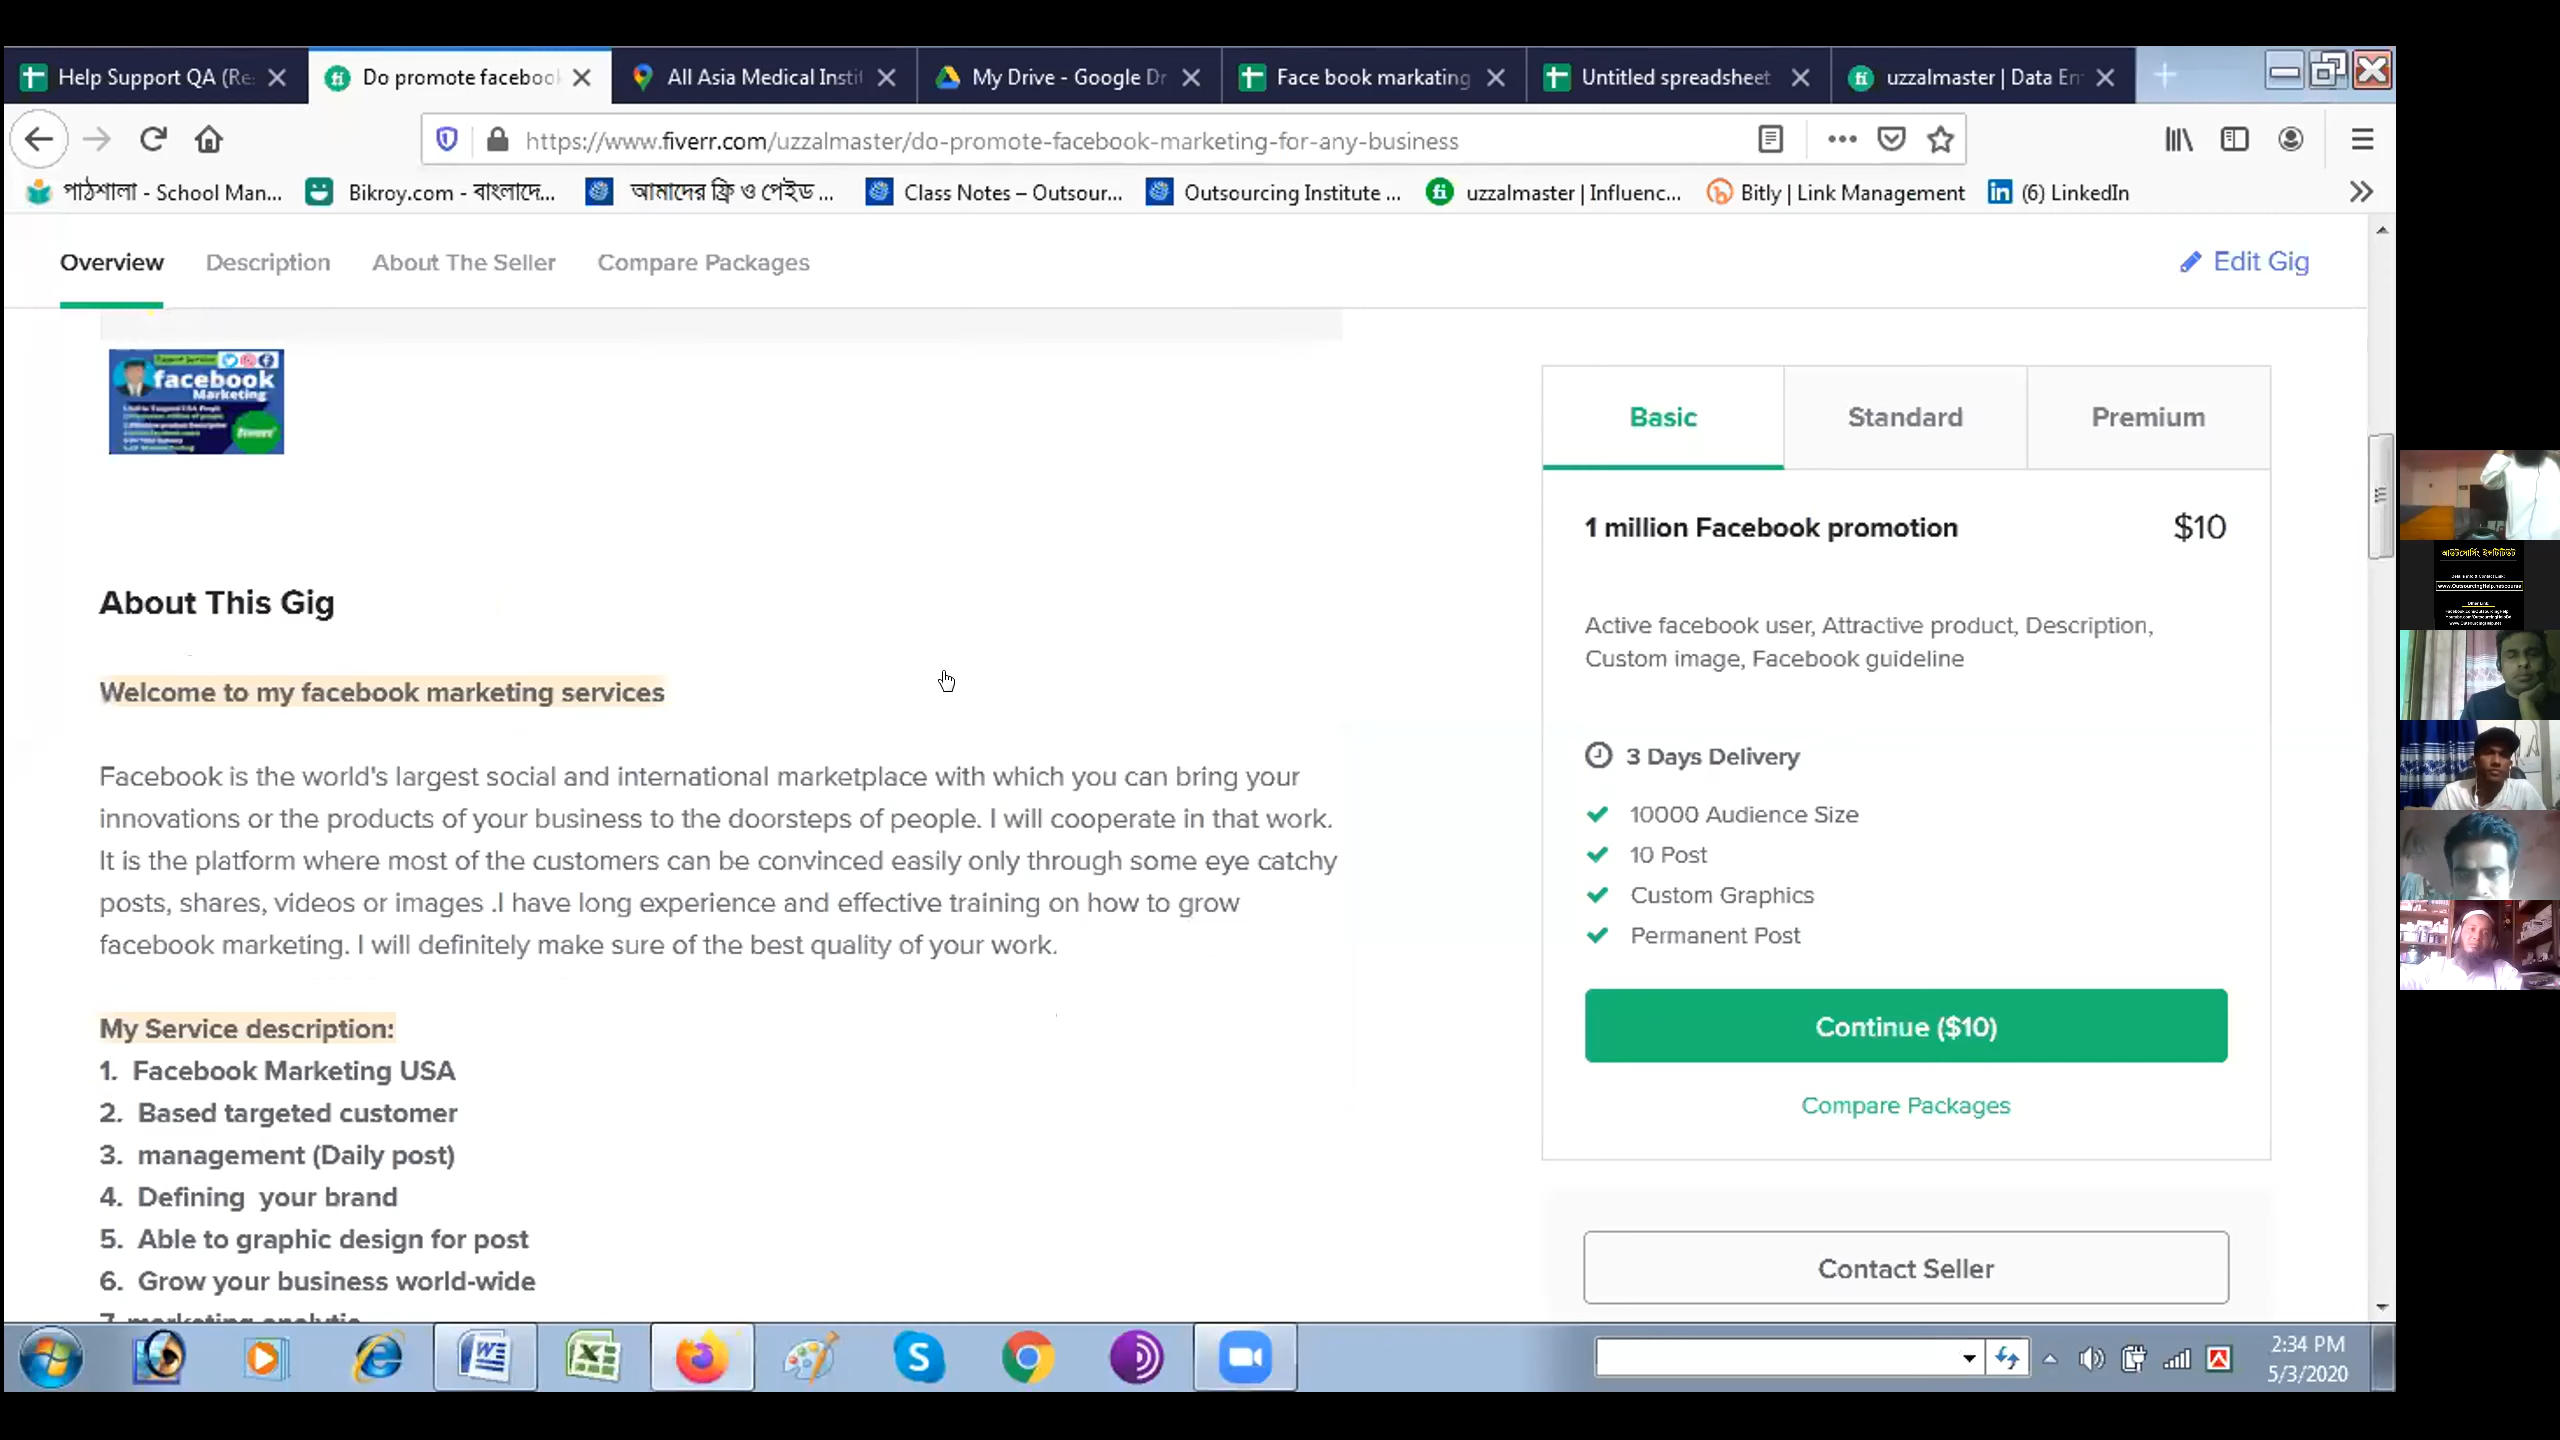 Help Support QA (Re
Do promote facebook
All Asia Medical Instit
My Drive - Google Dr
Face book markating
Untitled spreadsheet
uzzalmaster | Data En
https://www.fiverr.com/uzzalmaster/do-promote-facebook-marketing-for-any-business
পাঠশালা - School Man...
Bikroy.com - বাংলাদে...
আমাদের ফ্রি ও পেইড ...
Class Notes – Outsour...
Outsourcing Institute ...
uzzalmaster | Influenc...
Bitly | Link Management
(6) LinkedIn
Overview
Description
About The Seller
Compare Packages
Edit Gig
facebook
Marketing
About This Gig
Welcome to my facebook marketing services
Facebook is the world's largest social and international marketplace with which you can bring your
innovations or the products of your business to the doorsteps of people. I will cooperate in that work.
It is the platform where most of the customers can be convinced easily only through some eye catchy
posts, shares, videos or images .I have long experience and effective training on how to grow
facebook marketing. I will definitely make sure of the best quality of your work.
My Service description:
1. Facebook Marketing USA
2. Based targeted customer
3. management (Daily post)
4. Defining your brand
5. Able to graphic design for post
6. Grow your business world-wide
7. marketing analytic
Basic
Standard
Premium
1 million Facebook promotion
$10
Active facebook user, Attractive product, Description,
Custom image, Facebook guideline
3 Days Delivery
10000 Audience Size
10 Post
Custom Graphics
Permanent Post
Continue ($10)
Compare Packages
Contact Seller
আউটসোর্সিং ইন্সটিটিউট
2:34 PM
5/3/2020